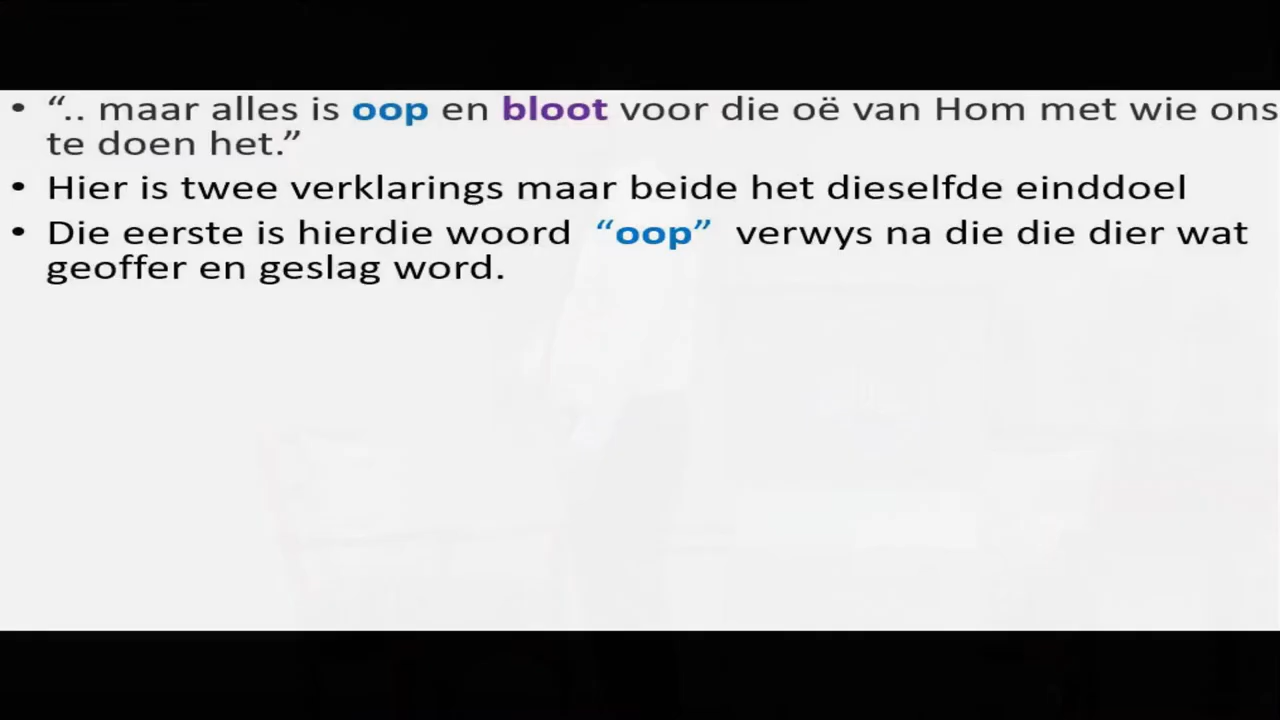 • “.. maar alles is oop en bloot voor die oë van Hom met wie ons
te doen het.”
• Hier is twee verklarings maar beide het dieselfde einddoel
• Die eerste is hierdie woord “oop” verwys na die die dier wat
geoffer en geslag word.